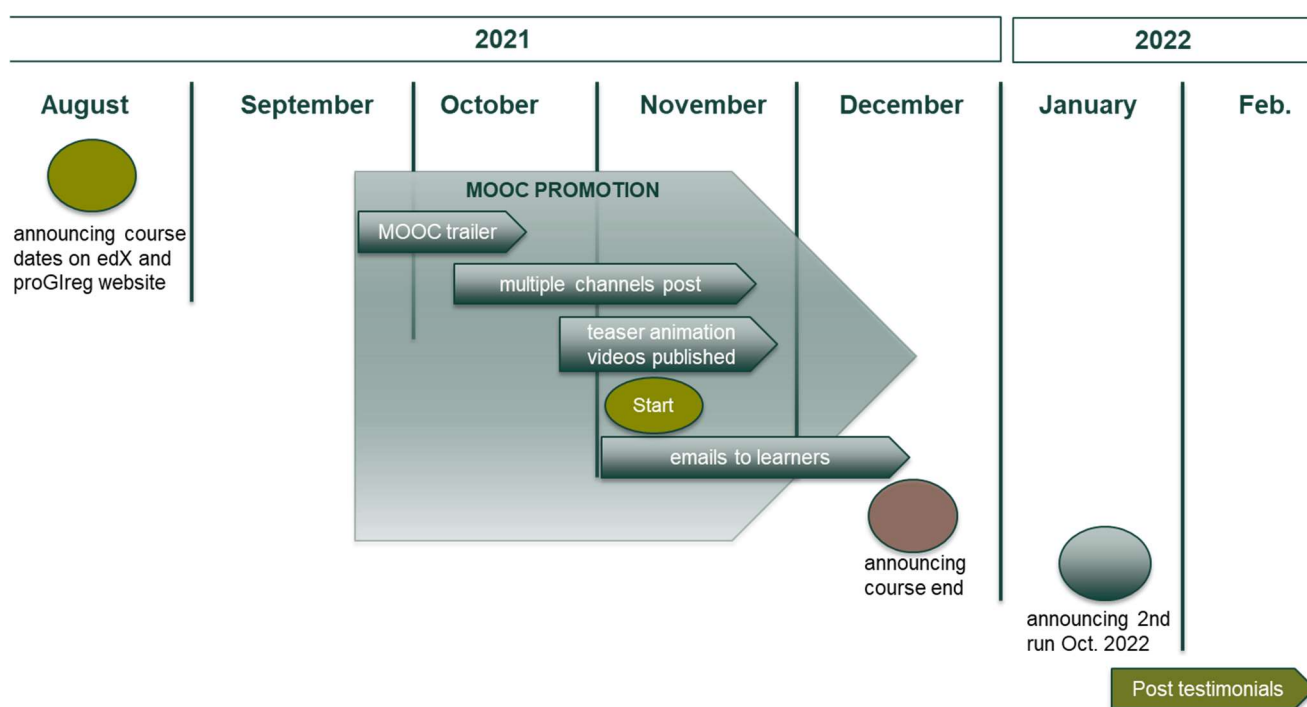 2021
2022
August
September
October
November
December
January
Feb.
MOOC PROMOTION
MOOC trailer
announcing course
dates on edX and
proGIreg website
multiple channels post
teaser animation
videos published
Start
emails to learners
announcing
course end
announcing 2nd
run Oct. 2022
Post testimonials